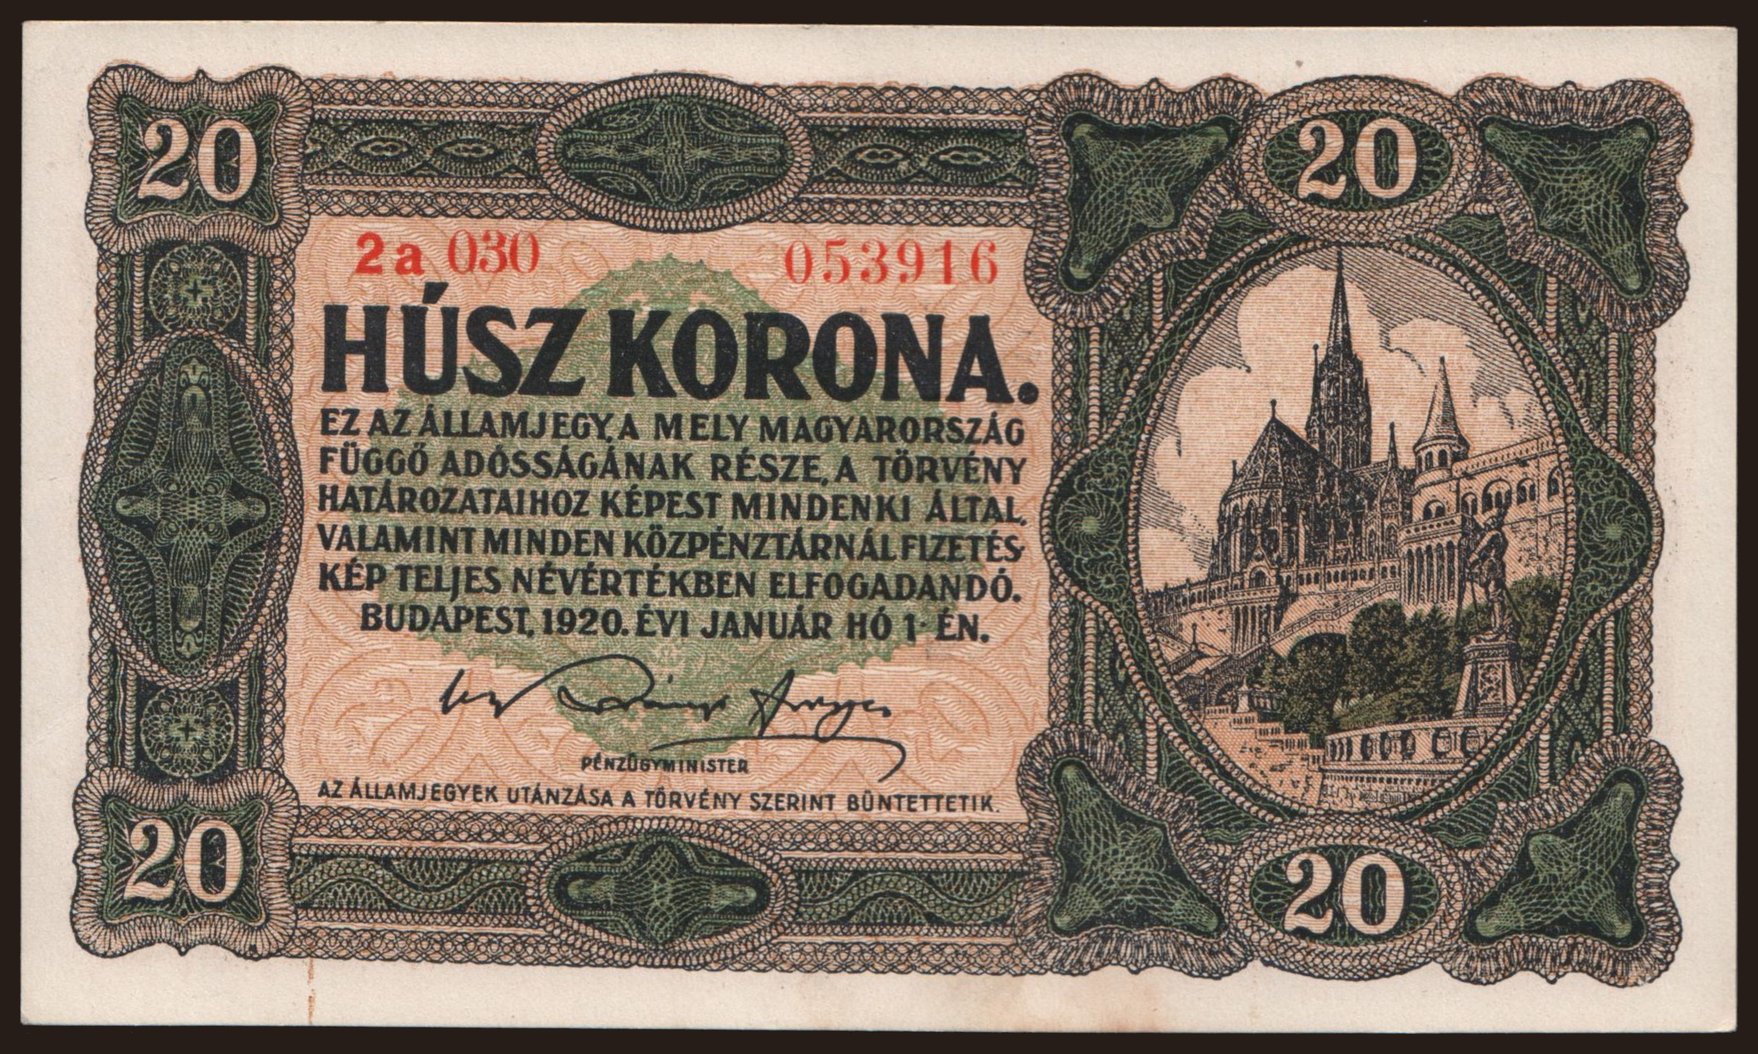 20
20
2a 030 053916
HÚSZ KORONA.
EZ AZ ÁLLAMJEGY, A MELY MAGYARORSZÁG
FÜGGŐ ADÓSSÁGÁNAK RÉSZE, A TÖRVÉNY
HATÁROZATAIHOZ KÉPEST MINDENKI ÁLTAL,
VALAMINT MINDEN KÖZPÉNZTÁRNÁL FIZETÉS-
KÉP TELJES NÉVÉRTÉKBEN ELFOGADANDÓ.
BUDAPEST, 1920. ÉVI JANUÁR HÓ 1-ÉN.
PÉNZÜGYMINISTER
AZ ÁLLAMJEGYEK UTÁNZÁSA A TÖRVÉNY SZERINT BÜNTETTETIK.
20
20